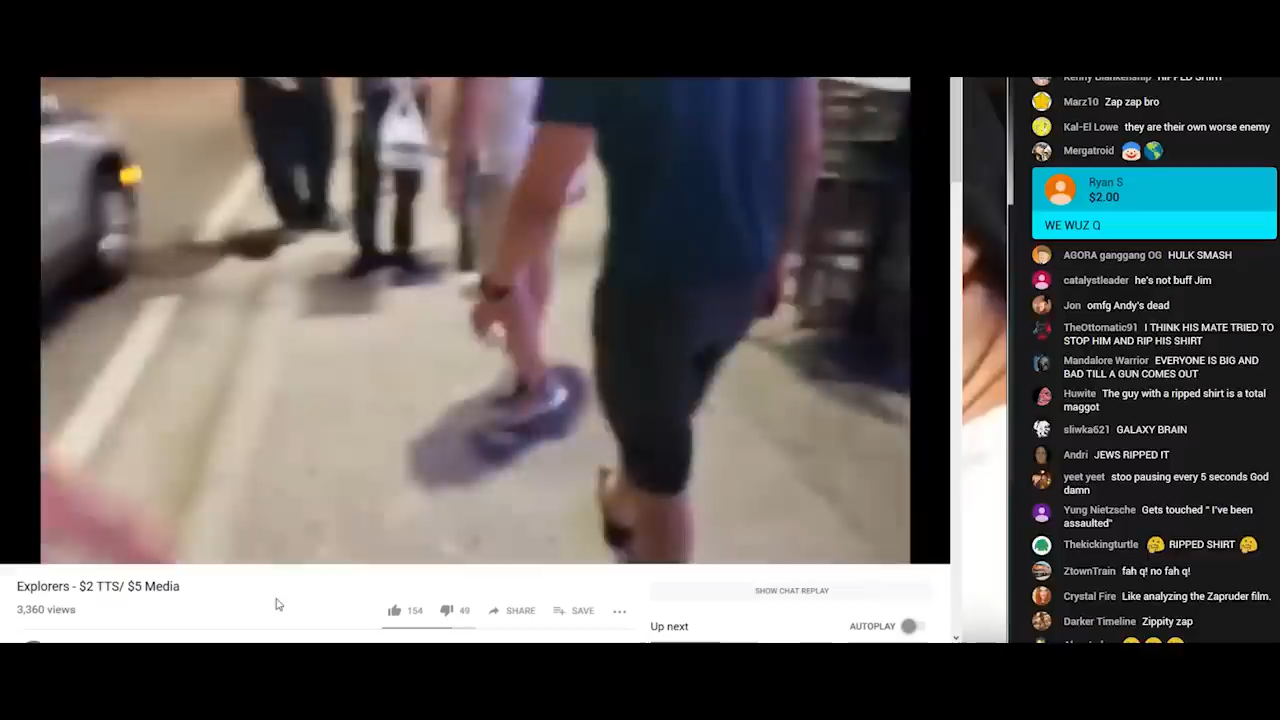 Kenny Blankenship RIPPED SHIRT
Marz10 Zap zap bro
Kal-El Lowe they are their own worse enemy
Mergatroid
Ryan S
$2.00
WE WUZ Q
AGORA ganggang OG HULK SMASH
catalystleader he's not buff Jim
Jon omfg Andy's dead
TheOttomatic91 I THINK HIS MATE TRIED TO
STOP HIM AND RIP HIS SHIRT
Mandalore Warrior EVERYONE IS BIG AND
BAD TILL A GUN COMES OUT
Huwite The guy with a ripped shirt is a total
maggot
sliwka621 GALAXY BRAIN
Andri JEWS RIPPED IT
yeet yeet stoo pausing every 5 seconds God
damn
Yung Nietzsche Gets touched " I've been
assaulted"
Thekickingturtle 🤔 RIPPED SHIRT 🤔
ZtownTrain fah q! no fah q!
Crystal Fire Like analyzing the Zapruder film.
Darker Timeline Zippity zap
Explorers - $2 TTS/ $5 Media
3,360 views
154
49
SHARE
SAVE
SHOW CHAT REPLAY
Up next
AUTOPLAY